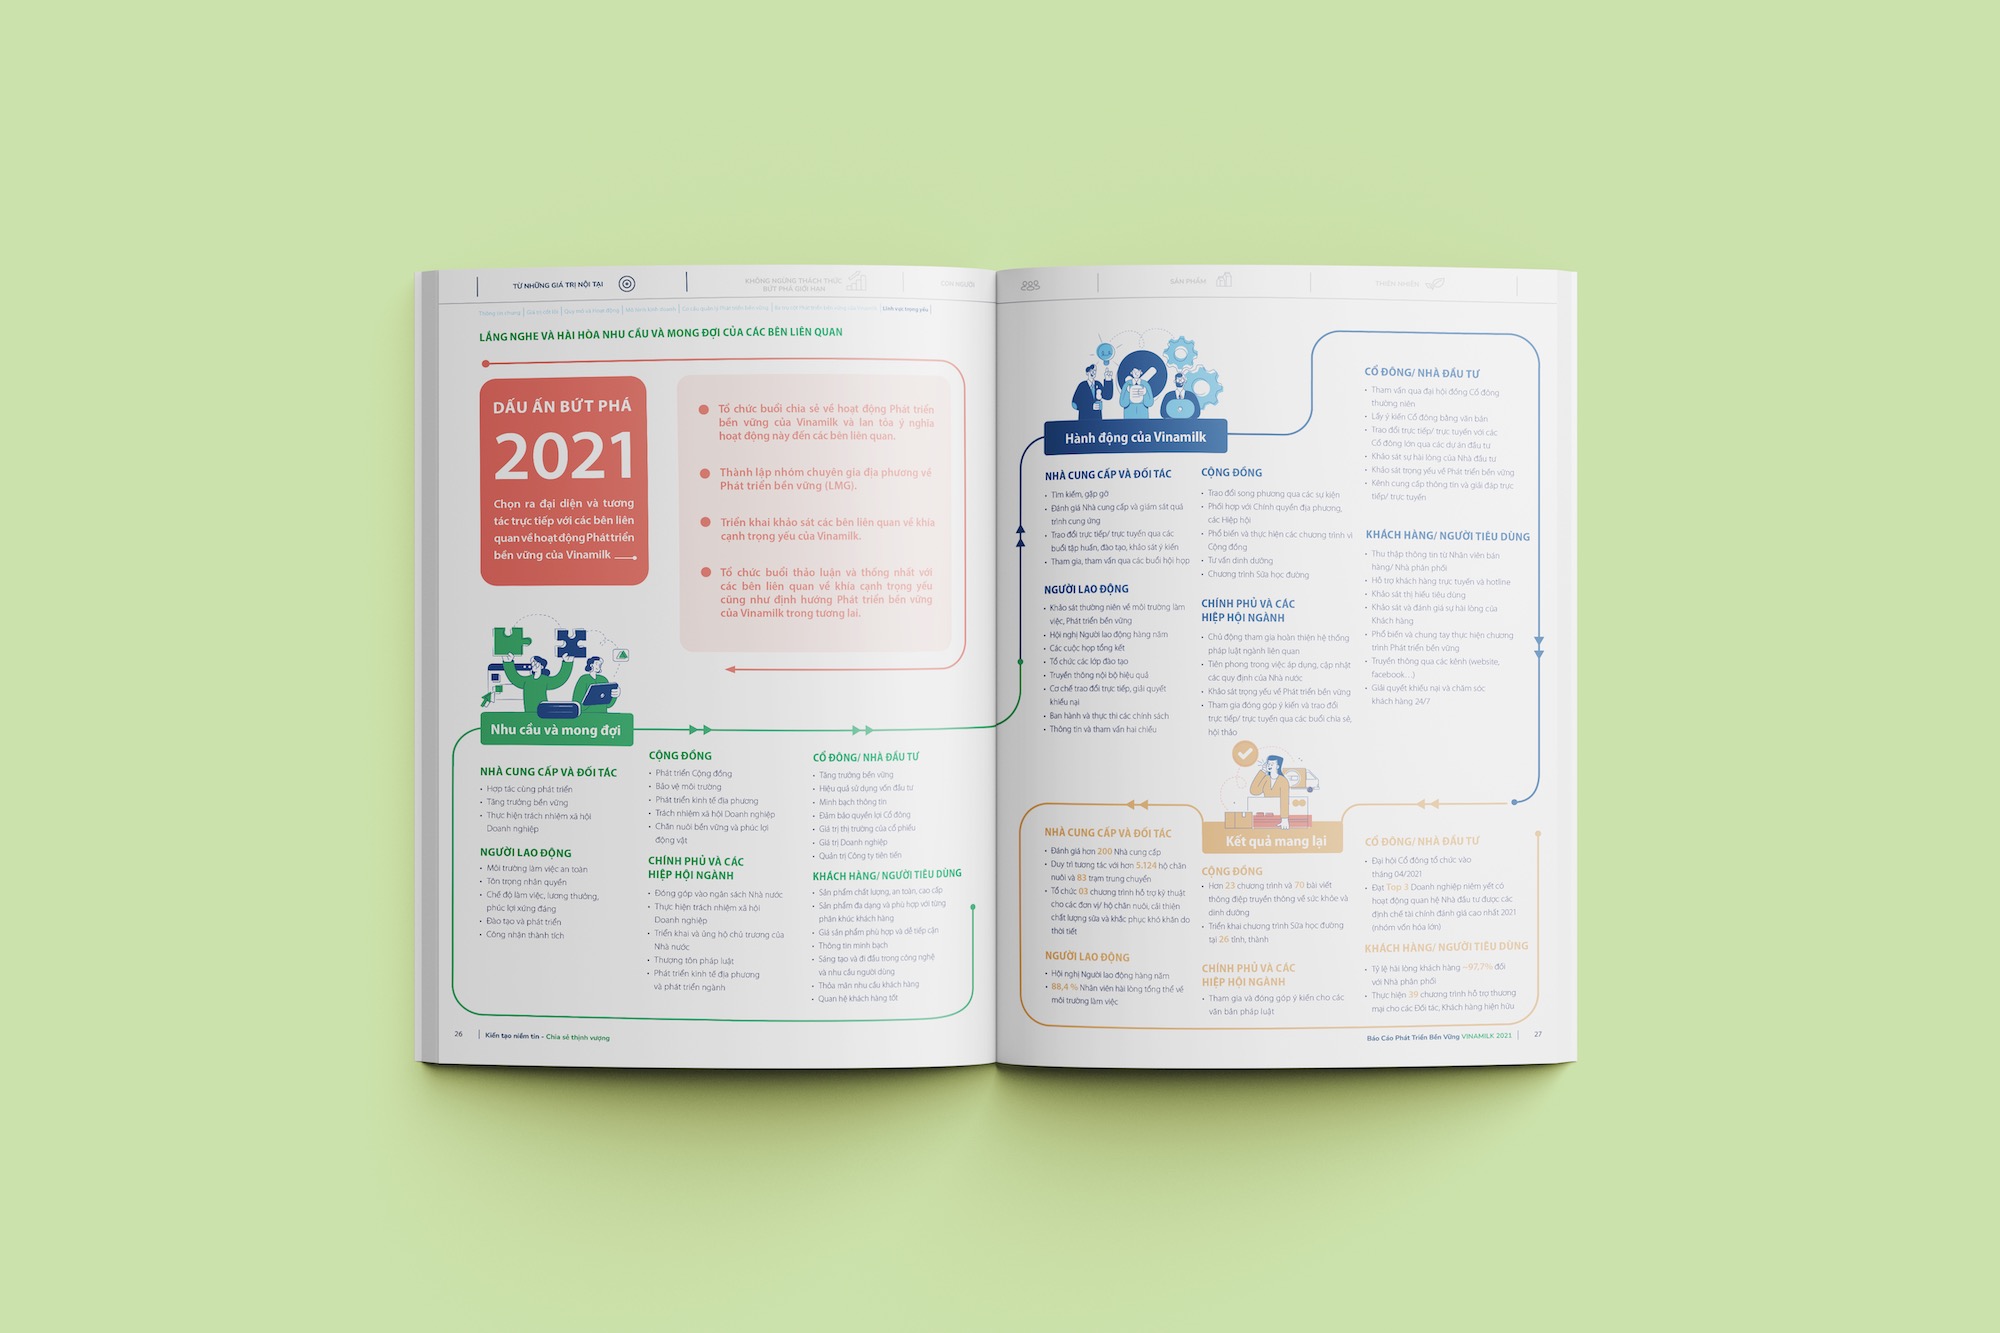 TỪ NHỮNG GIÁ TRỊ NỘI TẠI
KHÔNG NGỪNG THÁCH THỨC
BỨT PHÁ GIỚI HẠN
CON NGƯỜI
SẢN PHẨM
THIÊN NHIÊN
Lĩnh vực trọng yếu
LẮNG NGHE VÀ HÀI HÒA NHU CẦU VÀ MONG ĐỢI CỦA CÁC BÊN LIÊN QUAN
DẤU ẤN BỨT PHÁ
2021
Chọn ra đại diện và tương
tác trực tiếp với các bên liên
quan về hoạt động Phát triển
bền vững của Vinamilk
Tổ chức buổi chia sẻ về hoạt động Phát triển
bền vững của Vinamilk và lan tỏa ý nghĩa
hoạt động này đến các bên liên quan.
Thành lập nhóm chuyên gia địa phương về
Phát triển bền vững (LMG).
Triển khai khảo sát các bên liên quan về khía
cạnh trọng yếu của Vinamilk.
Tổ chức buổi thảo luận và thống nhất với
các bên liên quan về khía cạnh trọng yếu
cũng như định hướng Phát triển bền vững
của Vinamilk trong tương lai.
Nhu cầu và mong đợi
NHÀ CUNG CẤP VÀ ĐỐI TÁC
• Hợp tác cùng phát triển
• Tăng trưởng bền vững
• Thực hiện trách nhiệm xã hội
Doanh nghiệp
NGƯỜI LAO ĐỘNG
• Môi trường làm việc an toàn
• Tôn trọng nhân quyền
• Chế độ làm việc, lương thưởng,
phúc lợi xứng đáng
• Đào tạo và phát triển
• Công nhận thành tích
CỘNG ĐỒNG
• Phát triển Cộng đồng
• Bảo vệ môi trường
• Phát triển kinh tế địa phương
• Trách nhiệm xã hội Doanh nghiệp
• Chăn nuôi bền vững và phúc lợi
động vật
CHÍNH PHỦ VÀ CÁC
HIỆP HỘI NGÀNH
• Đóng góp vào ngân sách Nhà nước
• Thực hiện trách nhiệm xã hội
Doanh nghiệp
• Triển khai và ủng hộ chủ trương của
Nhà nước
• Thượng tôn pháp luật
• Phát triển kinh tế địa phương
và phát triển ngành
CỔ ĐÔNG/ NHÀ ĐẦU TƯ
• Tăng trưởng bền vững
• Hiệu quả sử dụng vốn đầu tư
• Minh bạch thông tin
• Đảm bảo quyền lợi Cổ đông
• Giá trị thị trường của cổ phiếu
• Giá trị Doanh nghiệp
• Quản trị Công ty tiên tiến
KHÁCH HÀNG/ NGƯỜI TIÊU DÙNG
• Sản phẩm chất lượng, an toàn, cao cấp
• Sản phẩm đa dạng và phù hợp với từng
phân khúc khách hàng
• Giá sản phẩm phù hợp và dễ tiếp cận
• Thông tin minh bạch
• Sáng tạo và đi đầu trong công nghệ
và nhu cầu người dùng
• Thỏa mãn nhu cầu khách hàng
• Quan hệ khách hàng tốt
26 | Kiến tạo niềm tin - Chia sẻ thịnh vượng
Hành động của Vinamilk
NHÀ CUNG CẤP VÀ ĐỐI TÁC
• Tìm kiếm, gặp gỡ
• Đánh giá Nhà cung cấp và giám sát quá
trình cung ứng
• Trao đổi trực tiếp/ trực tuyến qua các
buổi tập huấn, đào tạo, khảo sát ý kiến
• Tham gia, tham vấn qua các buổi hội họp
NGƯỜI LAO ĐỘNG
• Khảo sát thường niên về môi trường làm
việc, Phát triển bền vững
• Hội nghị Người lao động hàng năm
• Các cuộc họp tổng kết
• Tổ chức các lớp đào tạo
• Truyền thông nội bộ hiệu quả
• Cơ chế trao đổi trực tiếp, giải quyết
khiếu nại
• Ban hành và thực thi các chính sách
• Thông tin và tham vấn hai chiều
CỘNG ĐỒNG
• Trao đổi song phương qua các sự kiện
• Phối hợp với Chính quyền địa phương,
các Hiệp hội
• Phổ biến và thực hiện các chương trình vì
Cộng đồng
• Tư vấn dinh dưỡng
• Chương trình Sữa học đường
CHÍNH PHỦ VÀ CÁC
HIỆP HỘI NGÀNH
• Chủ động tham gia hoàn thiện hệ thống
pháp luật ngành liên quan
• Tiên phong trong việc áp dụng, cập nhật
các quy định của Nhà nước
• Khảo sát trọng yếu về Phát triển bền vững
• Tham gia đóng góp ý kiến và trao đổi
trực tiếp/ trực tuyến qua các buổi chia sẻ,
hội thảo
CỔ ĐÔNG/ NHÀ ĐẦU TƯ
• Tham vấn qua đại hội đồng Cổ đông
thường niên
• Lấy ý kiến Cổ đông bằng văn bản
• Trao đổi trực tiếp/ trực tuyến với các
Cổ đông lớn qua các dự án đầu tư
• Khảo sát sự hài lòng của Nhà đầu tư
• Khảo sát trọng yếu về Phát triển bền vững
• Kênh cung cấp thông tin và giải đáp trực
tiếp/ trực tuyến
KHÁCH HÀNG/ NGƯỜI TIÊU DÙNG
• Thu thập thông tin từ Nhân viên bán
hàng/ Nhà phân phối
• Hỗ trợ khách hàng trực tuyến và hotline
• Khảo sát thị hiếu tiêu dùng
• Khảo sát và đánh giá sự hài lòng của
Khách hàng
• Phổ biến và chung tay thực hiện chương
trình Phát triển bền vững
• Truyền thông qua các kênh (website,
facebook…)
• Giải quyết khiếu nại và chăm sóc
khách hàng 24/7
Kết quả mang lại
NHÀ CUNG CẤP VÀ ĐỐI TÁC
• Đánh giá hơn 200 Nhà cung cấp
• Duy trì tương tác với hơn 5.124 hộ chăn
nuôi và 83 trạm trung chuyển
• Tổ chức 03 chương trình hỗ trợ kỹ thuật
cho các đơn vị/ hộ chăn nuôi, cải thiện
chất lượng sữa và khắc phục khó khăn do
thời tiết
NGƯỜI LAO ĐỘNG
• Hội nghị Người lao động hàng năm
• 88,4 % Nhân viên hài lòng tổng thể về
môi trường làm việc
CỘNG ĐỒNG
• Hơn 23 chương trình và 70 bài viết
thông điệp truyền thông về sức khỏe và
dinh dưỡng
• Triển khai chương trình Sữa học đường
tại 26 tỉnh, thành
CHÍNH PHỦ VÀ CÁC
HIỆP HỘI NGÀNH
• Tham gia và đóng góp ý kiến cho các
văn bản pháp luật
CỔ ĐÔNG/ NHÀ ĐẦU TƯ
• Đại hội Cổ đông tổ chức vào
tháng 04/2021
• Đạt Top 3 Doanh nghiệp niêm yết có
hoạt động quan hệ Nhà đầu tư được các
định chế tài chính đánh giá cao nhất 2021
(nhóm vốn hóa lớn)
KHÁCH HÀNG/ NGƯỜI TIÊU DÙNG
• Tỷ lệ hài lòng khách hàng ~97,7% đối
với Nhà phân phối
• Thực hiện 39 chương trình hỗ trợ thương
mại cho các Đối tác, Khách hàng hiện hữu
Báo Cáo Phát Triển Bền Vững VINAMILK 2021 | 27